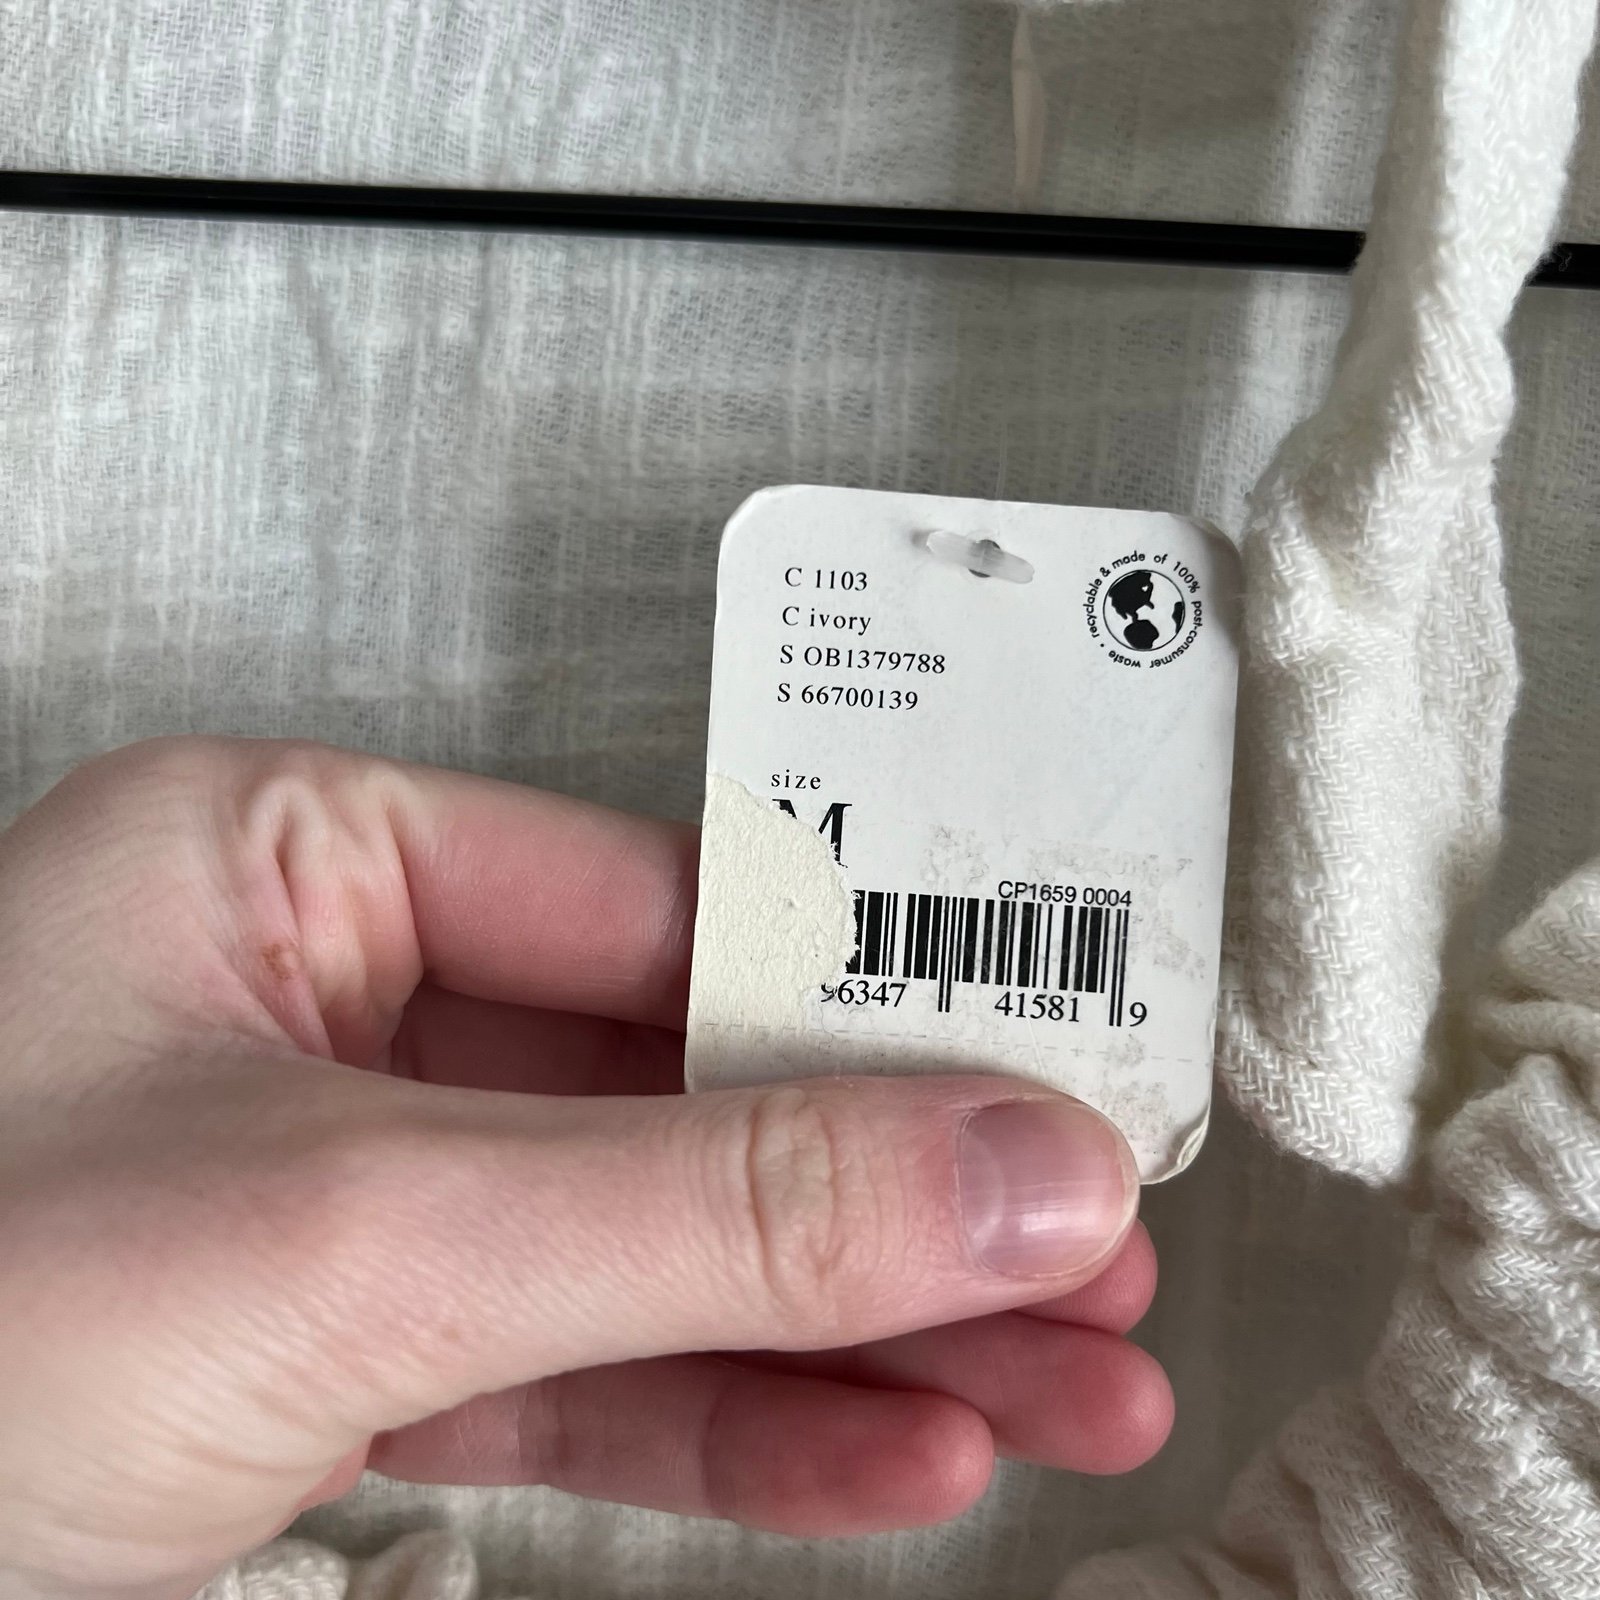 C 1103
C ivory
S OB1379788
S 66700139
recyclable & made of 100% post-consumer waste •
size
M
CP1659 0004
96347 41581 9